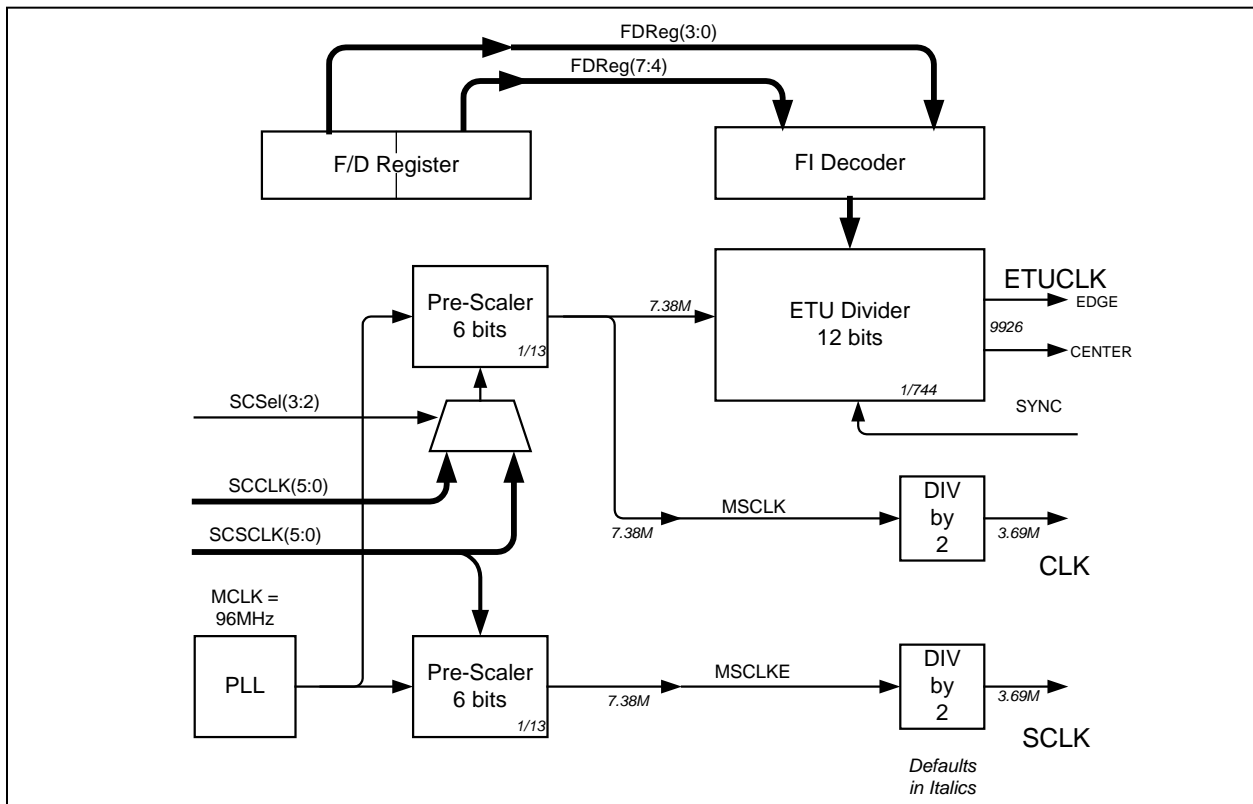 FDReg(3:0)
FDReg(7:4)
F/D Register
FI Decoder
Pre-Scaler
6 bits
1/13
7.38M
ETU Divider
12 bits
1/744
ETUCLK
EDGE
9926
CENTER
SYNC
SCSel(3:2)
SCCLK(5:0)
SCSCLK(5:0)
7.38M
MSCLK
DIV
by
2
3.69M
CLK
MCLK =
96MHz
PLL
Pre-Scaler
6 bits
1/13
7.38M
MSCLKE
DIV
by
2
3.69M
SCLK
Defaults
in Italics